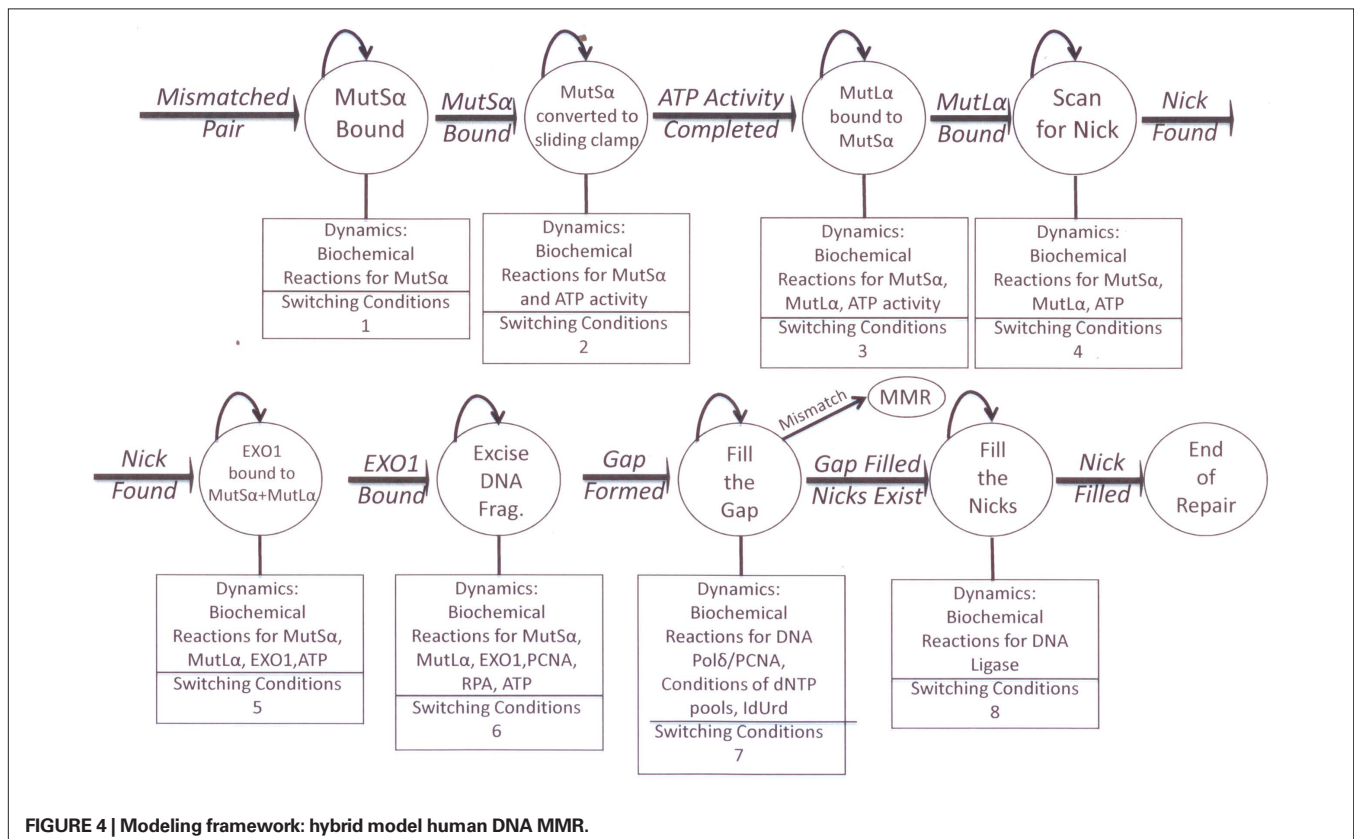 Mismatched
Pair
MutSα
Bound
MutSα
Bound
MutSα
converted to
sliding clamp
ATP Activity
Completed
MutLα
bound to
MutSα
MutLα
Bound
Scan
for Nick
Nick
Found
Dynamics:
Biochemical
Reactions for MutSα
Switching Conditions
1
Dynamics:
Biochemical
Reactions for MutSα
and ATP activity
Switching Conditions
2
Dynamics:
Biochemical
Reactions for MutSα,
MutLα, ATP activity
Switching Conditions
3
Dynamics:
Biochemical
Reactions for MutSα,
MutLα, ATP
Switching Conditions
4
Nick
Found
EXO1
bound to
MutSα+MutLα
EXO1
Bound
Excise
DNA
Frag.
Gap
Formed
Fill
the
Gap
Mismatch
MMR
Gap Filled
Nicks Exist
Fill
the
Nicks
Nick
Filled
End
of
Repair
Dynamics:
Biochemical
Reactions for MutSα,
MutLα, EXO1,ATP
Switching Conditions
5
Dynamics:
Biochemical
Reactions for MutSα,
MutLα, EXO1,PCNA,
RPA, ATP
Switching Conditions
6
Dynamics:
Biochemical
Reactions for DNA
Polδ/PCNA,
Conditions of dNTP
pools, IdUrd
Switching Conditions
7
Dynamics:
Biochemical
Reactions for DNA
Ligase
Switching Conditions
8
FIGURE 4 | Modeling framework: hybrid model human DNA MMR.